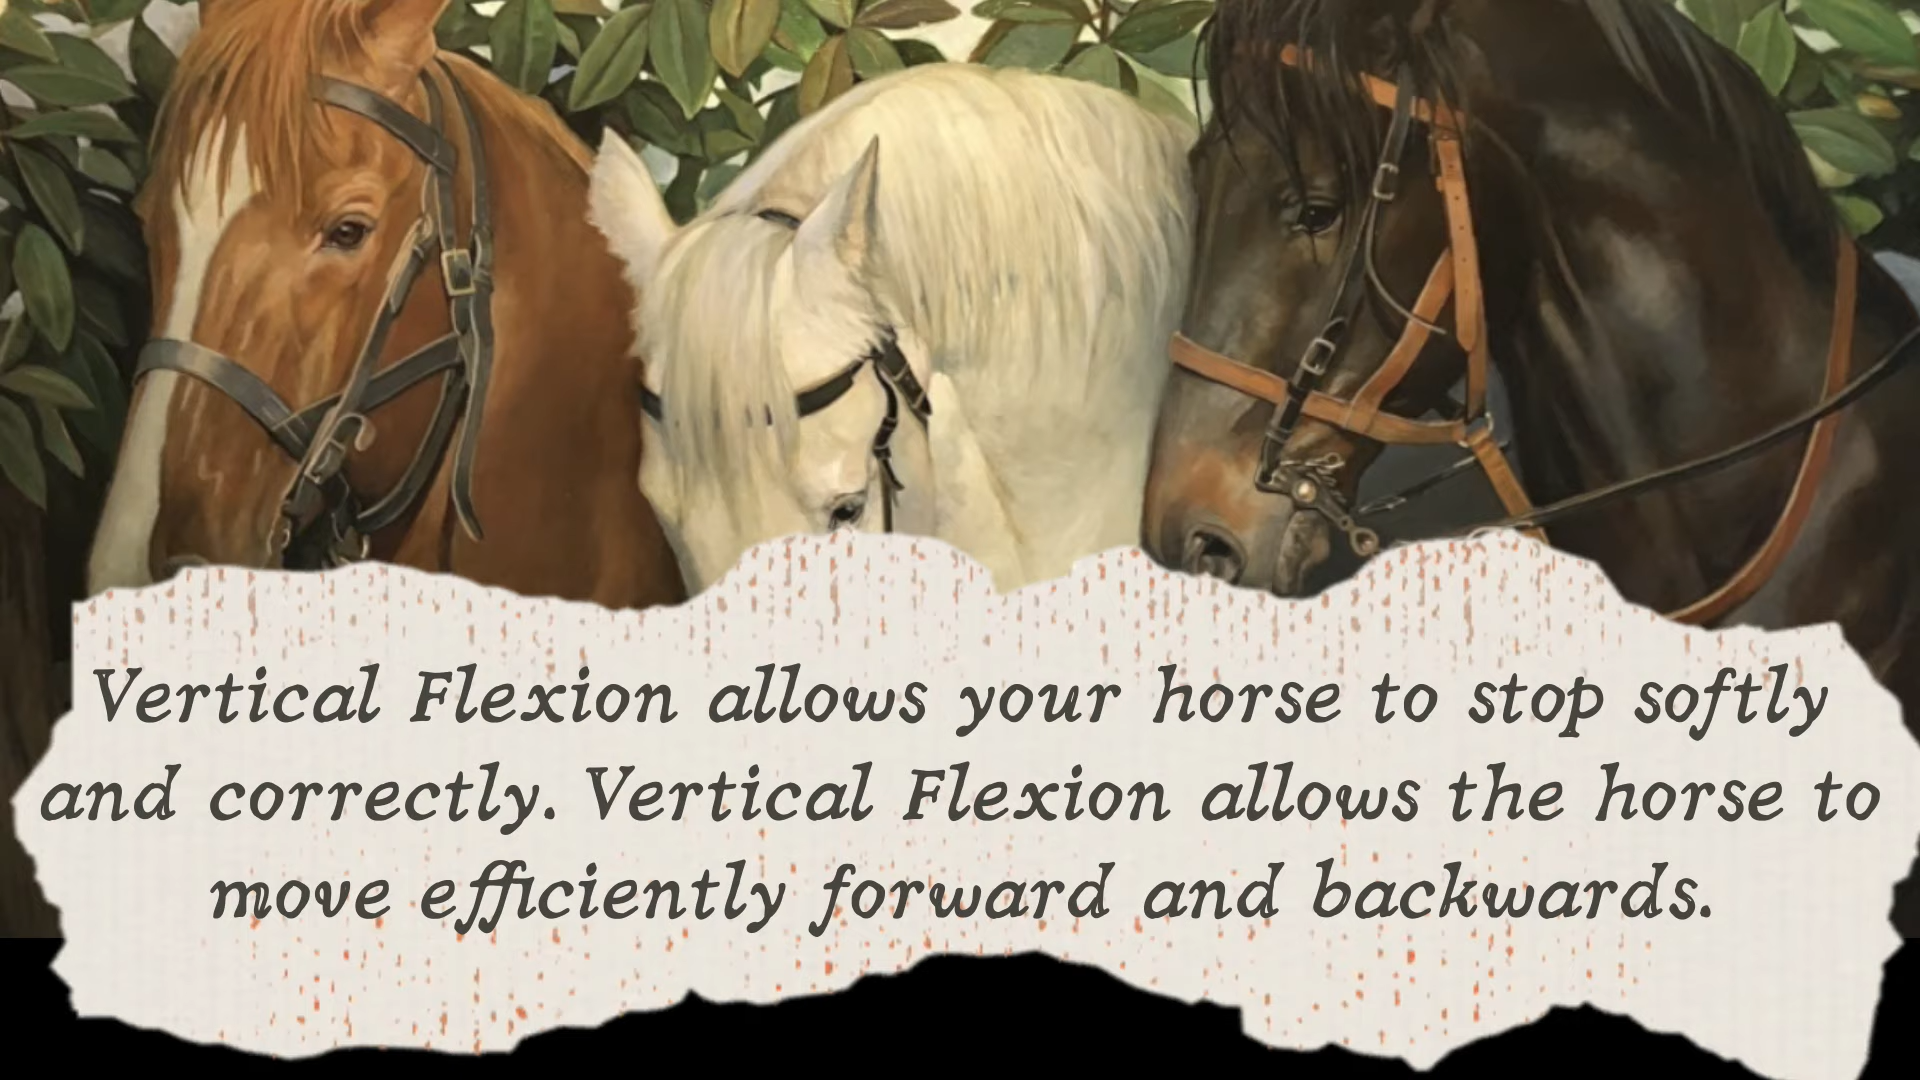 Vertical Flexion allows your horse to stop softly
and correctly. Vertical Flexion allows the horse to
move efficiently forward and backwards.